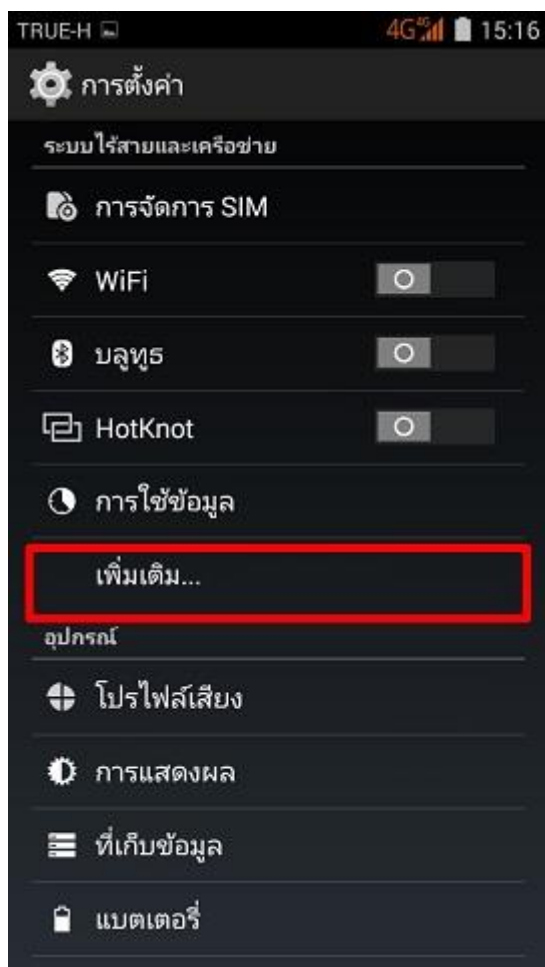 TRUE-H 4G 4G 15:16
การตั้งค่า
ระบบไร้สายและเครือข่าย
การจัดการ SIM
WiFi
บลูทูธ
HotKnot
การใช้ข้อมูล
เพิ่มเติม...
อุปกรณ์
โปรไฟล์เสียง
การแสดงผล
ที่เก็บข้อมูล
แบตเตอรี่